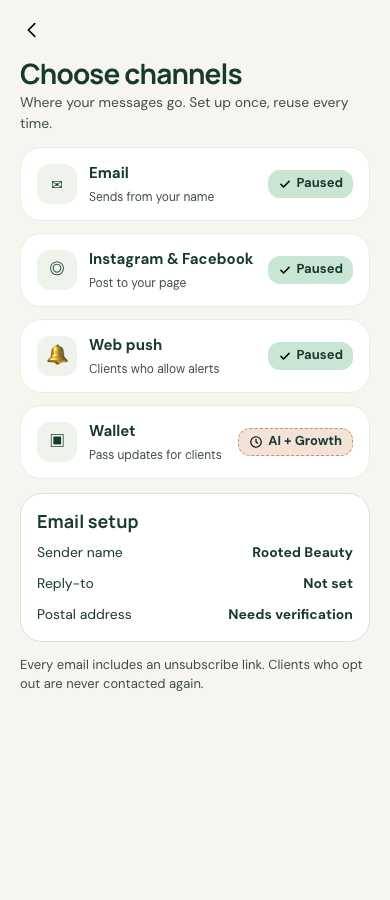 Choose channels
Where your messages go. Set up once, reuse every
time.
Email
Sends from your name
Paused
Instagram & Facebook
Post to your page
Paused
Web push
Clients who allow alerts
Paused
Wallet
Pass updates for clients
AI + Growth
Email setup
Sender name Rooted Beauty
Reply-to Not set
Postal address Needs verification
Every email includes an unsubscribe link. Clients who opt
out are never contacted again.